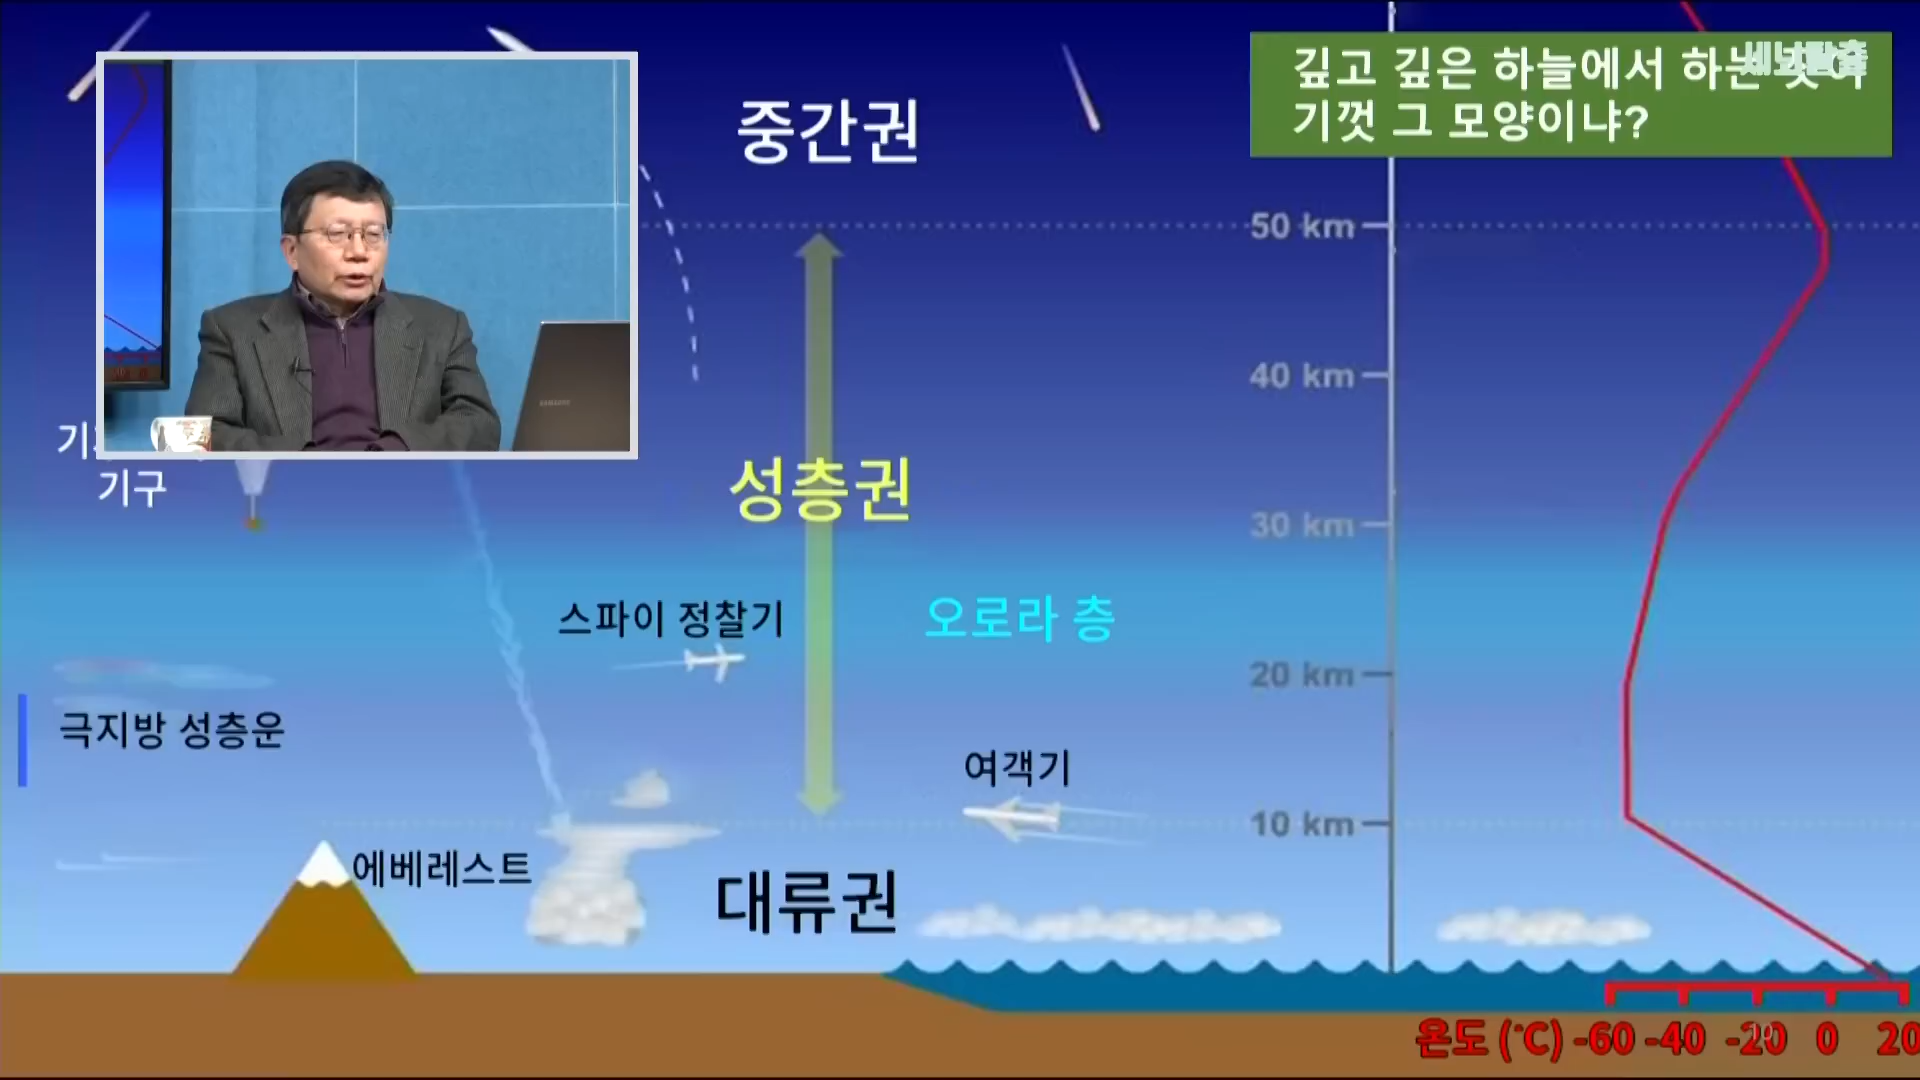 깊고 깊은 하늘에서 하는
기껏 그 모양이냐?
중간권
50 km
40 km
기구
성층권
30 km
스파이 정찰기
오로라 층
20 km
극지방 성층운
여객기
10 km
에베레스트
대류권
온도 (°C) -60 -40 -20 0 20
SAMSUNG